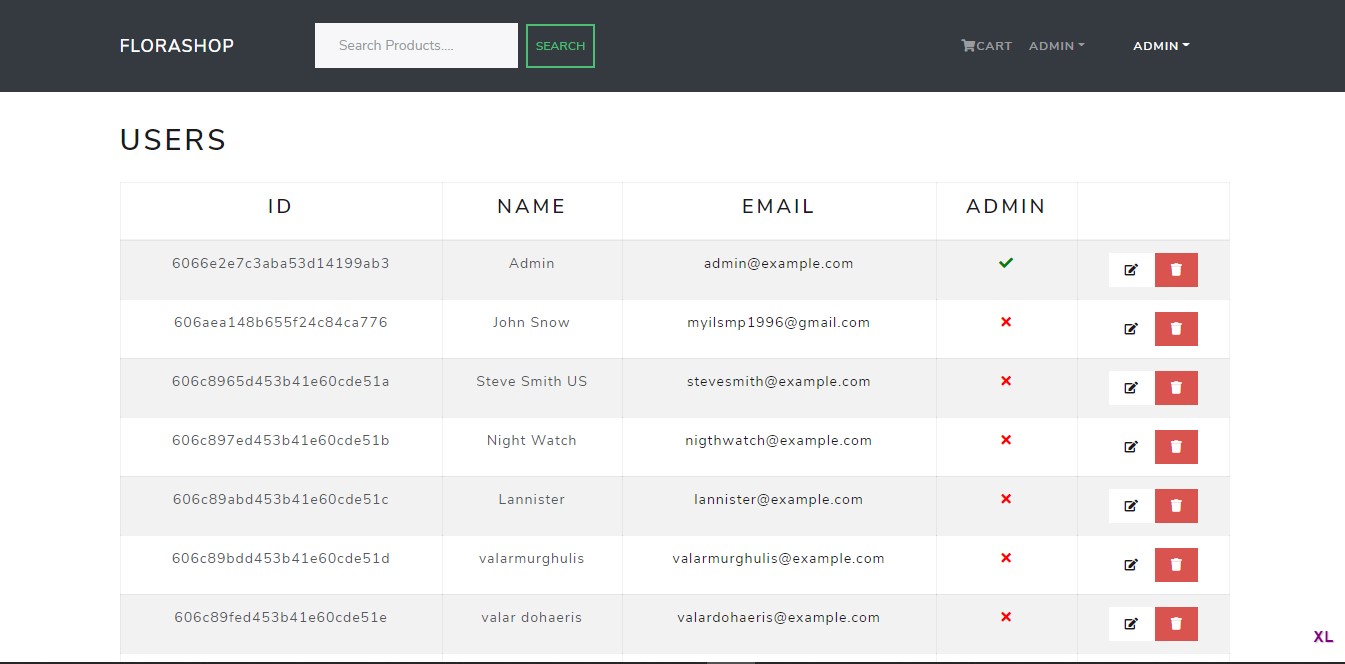 FLORASHOP Search Products.... SEARCH CART ADMIN ADMIN
USERS
ID NAME EMAIL ADMIN
6066e2e7c3aba53d14199ab3 Admin admin@example.com
606aea148b655f24c84ca776 John Snow myilsmp1996@gmail.com
606c8965d453b41e60cde51a Steve Smith US stevesmith@example.com
606c897ed453b41e60cde51b Night Watch nigthwatch@example.com
606c89abd453b41e60cde51c Lannister lannister@example.com
606c89bdd453b41e60cde51d valarmurghulis valarmurghulis@example.com
606c89fed453b41e60cde51e valar dohaeris valardohaeris@example.com
XL